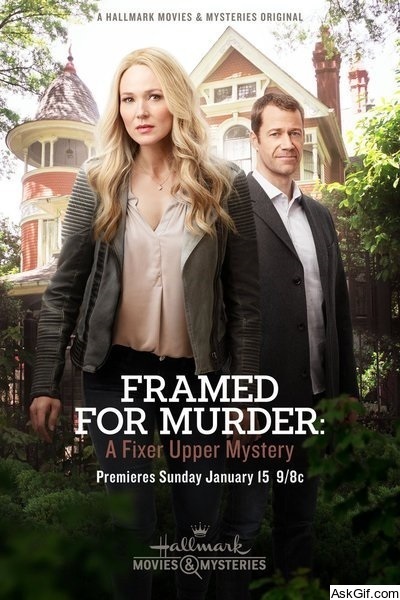 A HALLMARK MOVIES & MYSTERIES ORIGINAL
FRAMED
FOR MURDER:
A Fixer Upper Mystery
Premieres Sunday January 15 9/8c
Hallmark
MOVIES & MYSTERIES
AskGif.com